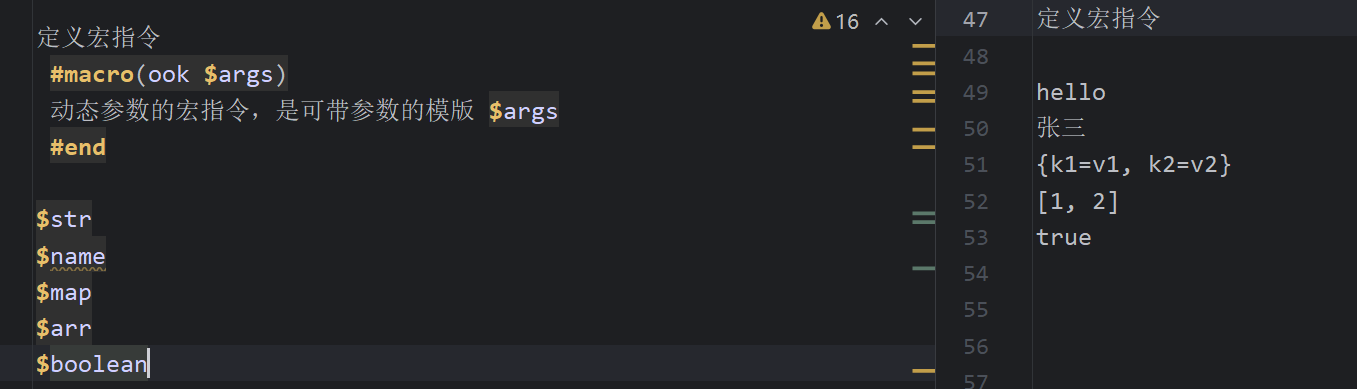 定义宏指令
#macro(ook $args)
动态参数的宏指令，是可带参数的模版 $args
#end
$str
$name
$map
$arr
$boolean
16
47 定义宏指令
48
49 hello
50 张三
51 {k1=v1, k2=v2}
52 [1, 2]
53 true
54
55
56
57